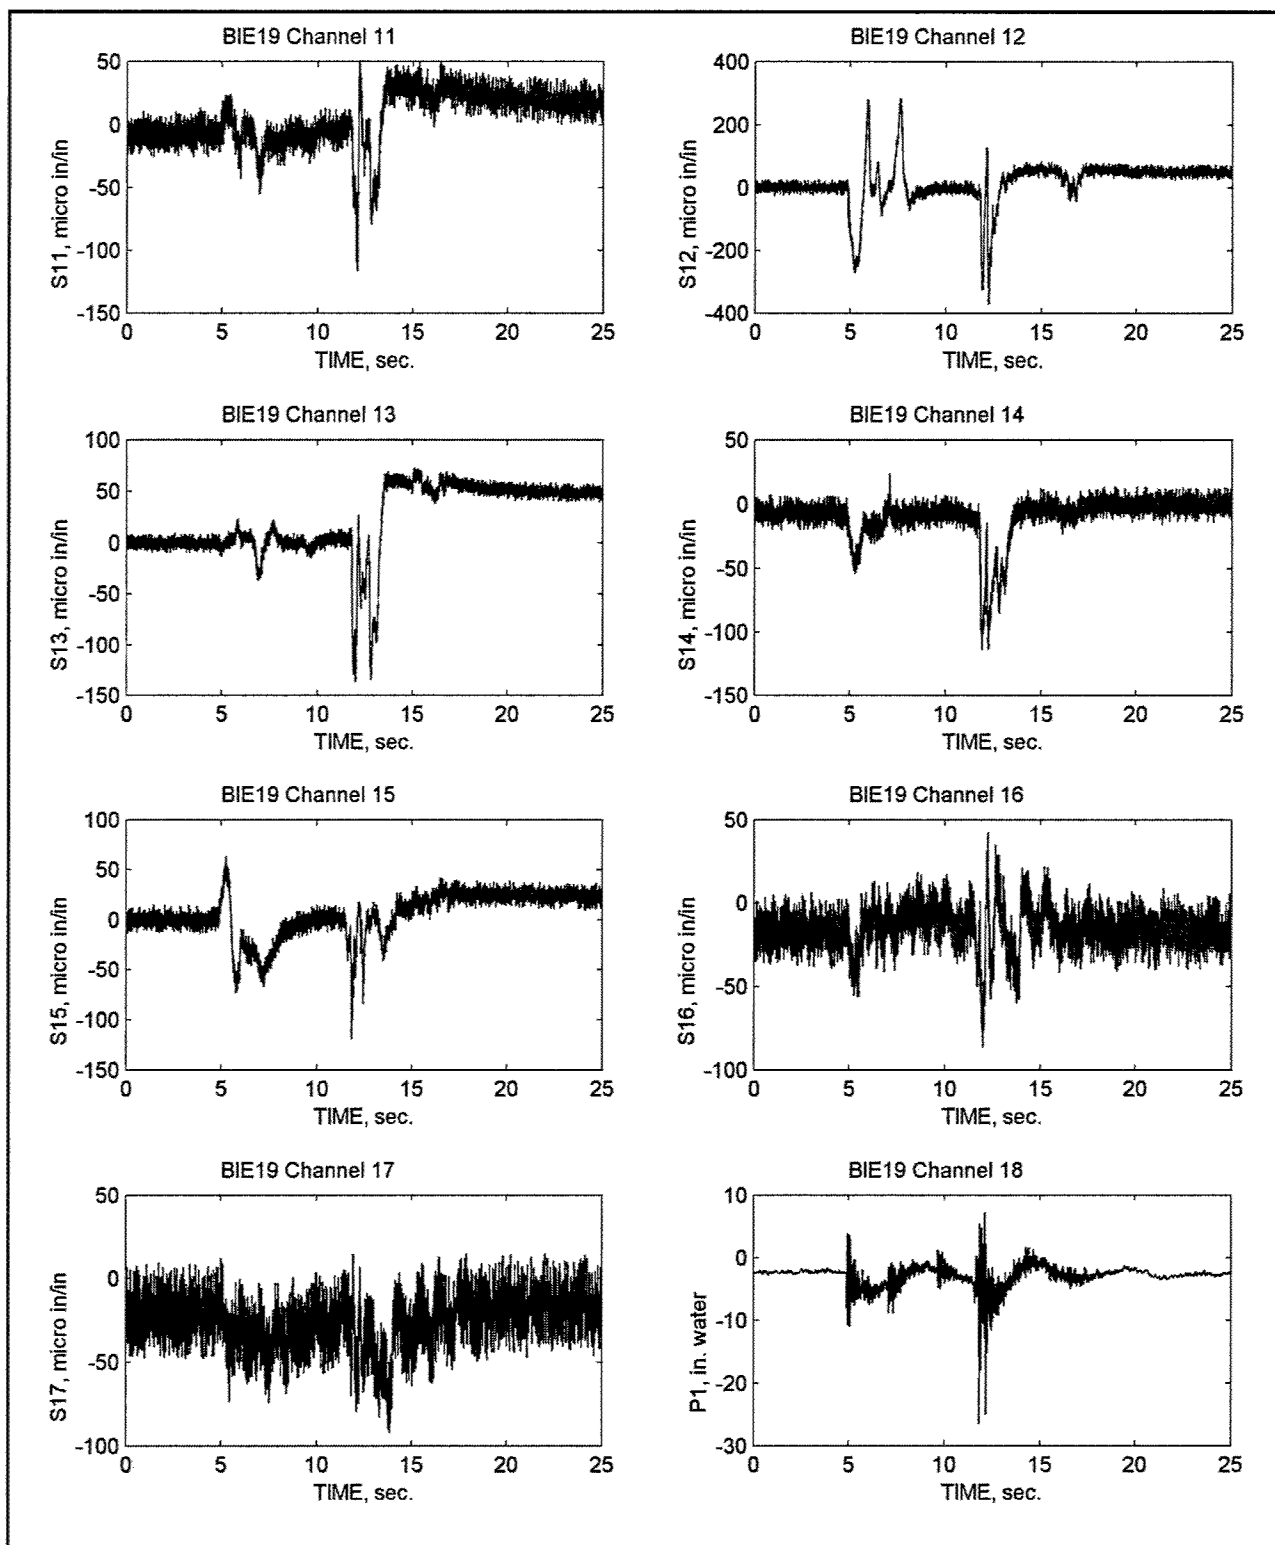 BIE19 Channel 11
50
0
-50
-100
-150
S11, micro in/in
0 5 10 15 20 25
TIME, sec.
BIE19 Channel 12
400
200
0
-200
-400
S12, micro in/in
0 5 10 15 20 25
TIME, sec.
BIE19 Channel 13
100
50
0
-50
-100
-150
S13, micro in/in
0 5 10 15 20 25
TIME, sec.
BIE19 Channel 14
50
0
-50
-100
-150
S14, micro in/in
0 5 10 15 20 25
TIME, sec.
BIE19 Channel 15
100
50
0
-50
-100
-150
S15, micro in/in
0 5 10 15 20 25
TIME, sec.
BIE19 Channel 16
50
0
-50
-100
S16, micro in/in
0 5 10 15 20 25
TIME, sec.
BIE19 Channel 17
50
0
-50
-100
S17, micro in/in
0 5 10 15 20 25
TIME, sec.
BIE19 Channel 18
10
0
-10
-20
-30
P1, in. water
0 5 10 15 20 25
TIME, sec.